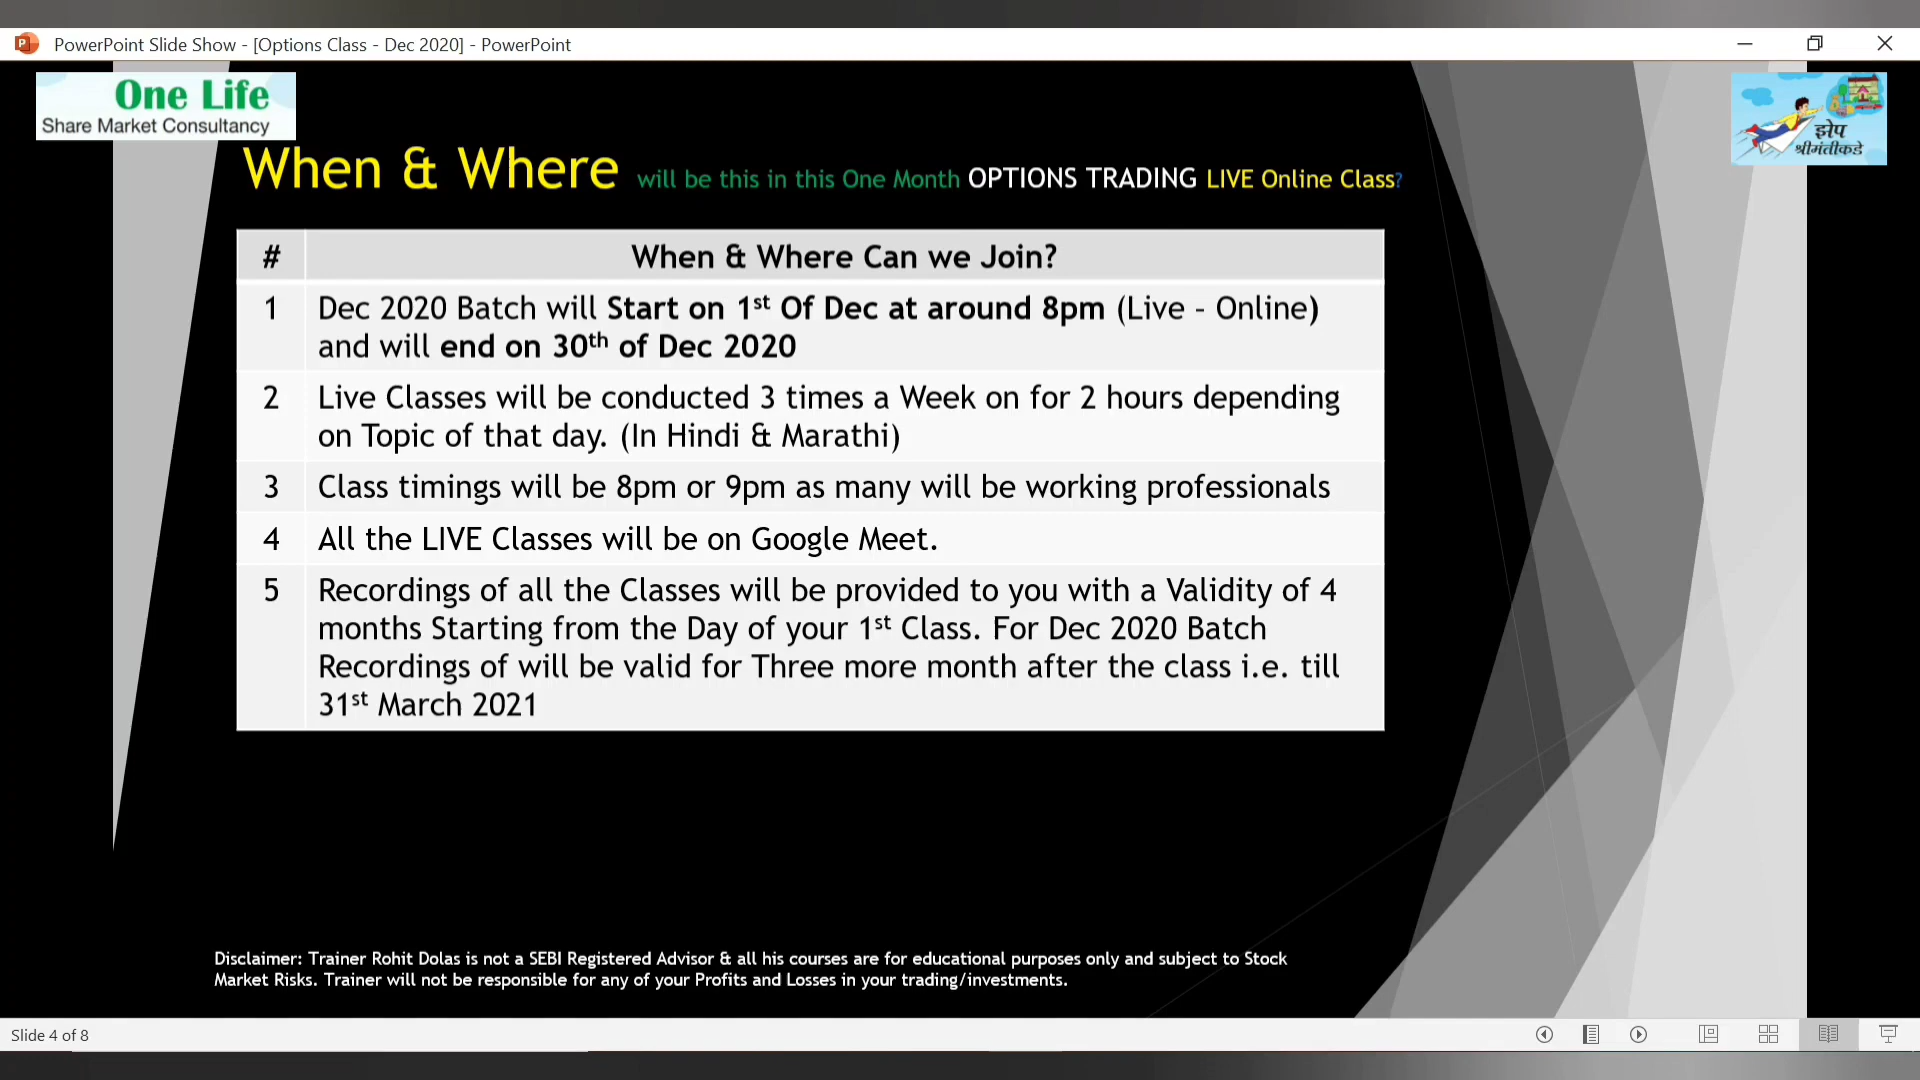 PowerPoint Slide Show - [Options Class - Dec 2020] - PowerPoint
One Life
Share Market Consultancy
झेप
श्रीमंतीकडे
When & Where will be this in this One Month OPTIONS TRADING LIVE Online Class?
# When & Where Can we Join?
1 Dec 2020 Batch will Start on 1st Of Dec at around 8pm (Live - Online)
and will end on 30th of Dec 2020
2 Live Classes will be conducted 3 times a Week on for 2 hours depending
on Topic of that day. (In Hindi & Marathi)
3 Class timings will be 8pm or 9pm as many will be working professionals
4 All the LIVE Classes will be on Google Meet.
5 Recordings of all the Classes will be provided to you with a Validity of 4
months Starting from the Day of your 1st Class. For Dec 2020 Batch
Recordings of will be valid for Three more month after the class i.e. till
31st March 2021
Disclaimer: Trainer Rohit Dolas is not a SEBI Registered Advisor & all his courses are for educational purposes only and subject to Stock
Market Risks. Trainer will not be responsible for any of your Profits and Losses in your trading/investments.
Slide 4 of 8